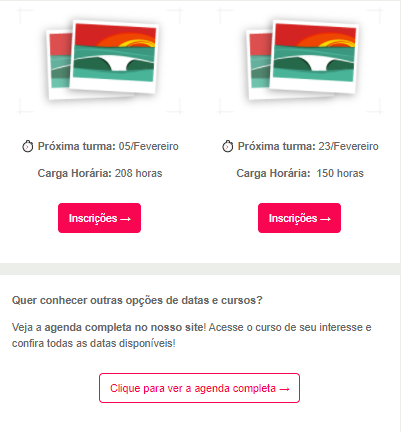 Próxima turma: 05/Fevereiro
Carga Horária: 208 horas
Inscrições →
Próxima turma: 23/Fevereiro
Carga Horária: 150 horas
Inscrições →
Quer conhecer outras opções de datas e cursos?
Veja a agenda completa no nosso site! Acesse o curso de seu interesse e
confira todas as datas disponíveis!
Clique para ver a agenda completa →